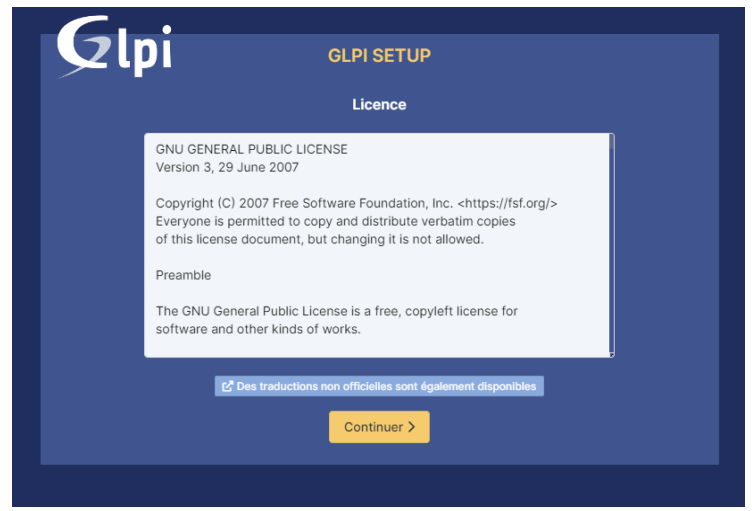 Glpi
GLPI SETUP
Licence
GNU GENERAL PUBLIC LICENSE
Version 3, 29 June 2007
Copyright (C) 2007 Free Software Foundation, Inc. <https://fsf.org/>
Everyone is permitted to copy and distribute verbatim copies
of this license document, but changing it is not allowed.
Preamble
The GNU General Public License is a free, copyleft license for
software and other kinds of works.
Des traductions non officielles sont également disponibles
Continuer